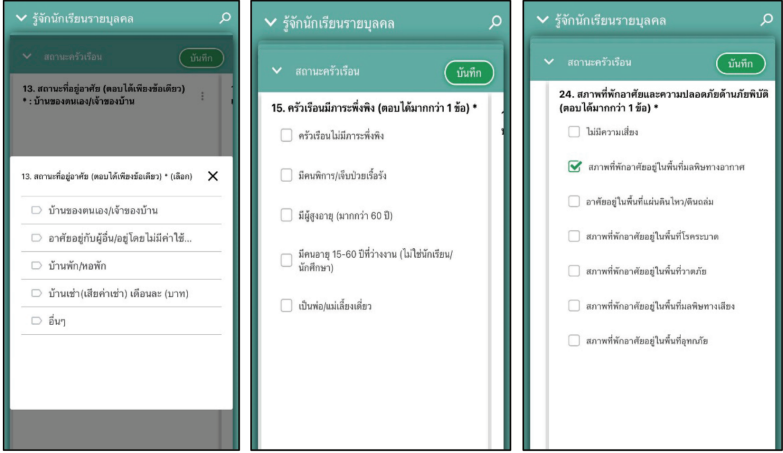 รู้จักนักเรียนรายบุคคล
สถานะครัวเรือน
บันทึก
13. สถานะที่อยู่อาศัย (ตอบได้เพียงข้อเดียว)
* : บ้านของตนเอง/เจ้าของบ้าน
13. สถานะที่อยู่อาศัย (ตอบได้เพียงข้อเดียว) * (เลือก)
บ้านของตนเอง/เจ้าของบ้าน
อาศัยอยู่กับผู้อื่น/อยู่โดยไม่มีค่าใช้...
บ้านพัก/หอพัก
บ้านเช่า(เสียค่าเช่า) เดือนละ (บาท)
อื่นๆ
รู้จักนักเรียนรายบุคคล
สถานะครัวเรือน
บันทึก
15. ครัวเรือนมีภาระพึ่งพิง (ตอบได้มากกว่า 1 ข้อ) *
ครัวเรือนไม่มีภาระพึ่งพิง
มีคนพิการ/เจ็บป่วยเรื้อรัง
มีผู้สูงอายุ (มากกว่า 60 ปี)
มีคนอายุ 15-60 ปีที่ว่างงาน (ไม่ใช่นักเรียน/
นักศึกษา)
เป็นพ่อ/แม่เลี้ยงเดี่ยว
รู้จักนักเรียนรายบุคคล
สถานะครัวเรือน
บันทึก
24. สภาพที่พักอาศัยและความปลอดภัยด้านภัยพิบัติ
(ตอบได้มากกว่า 1 ข้อ) *
ไม่มีความเสี่ยง
สภาพที่พักอาศัยอยู่ในพื้นที่มลพิษทางอากาศ
อาศัยอยู่ในพื้นที่แผ่นดินไหว/ดินถล่ม
สภาพที่พักอาศัยอยู่ในพื้นที่โรคระบาด
สภาพที่พักอาศัยอยู่ในพื้นที่วาตภัย
สภาพที่พักอาศัยอยู่ในพื้นที่มลพิษทางเสียง
สภาพที่พักอาศัยอยู่ในพื้นที่อุทกภัย